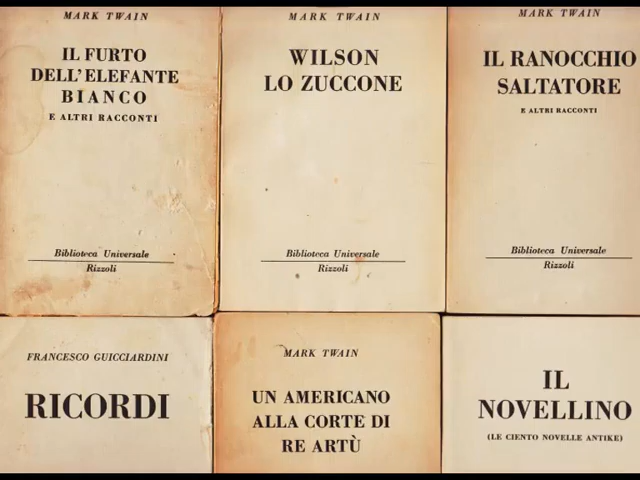 MARK TWAIN
IL FURTO
DELL'ELEFANTE
BIANCO
E ALTRI RACCONTI
Biblioteca Universale
Rizzoli
MARK TWAIN
WILSON
LO ZUCCONE
Biblioteca Universale
Rizzoli
MARK TWAIN
IL RANOCCHIO
SALTATORE
E ALTRI RACCONTI
Biblioteca Universale
Rizzoli
FRANCESCO GUICCIARDINI
RICORDI
MARK TWAIN
UN AMERICANO
ALLA CORTE DI
RE ARTÙ
IL
NOVELLINO
(LE CIENTO NOVELLE ANTIKE)